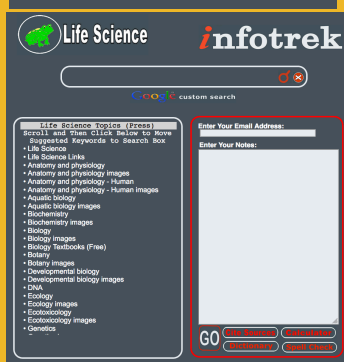 Life Science
infotrek
Google custom search
Life Science Topics (Press)
Scroll and Then Click Below to Move
Suggested Keywords to Search Box
• Life Science
• Life Science Links
• Anatomy and physiology
• Anatomy and physiology images
• Anatomy and physiology - Human
• Anatomy and physiology - Human images
• Aquatic biology
• Aquatic biology images
• Biochemistry
• Biochemistry images
• Biology
• Biology images
• Biology Textbooks (Free)
• Botany
• Botany images
• Developmental biology
• Developmental biology images
• DNA
• Ecology
• Ecology images
• Ecotoxicology
• Ecotoxicology images
• Genetics
Enter Your Email Address:
Enter Your Notes:
GO
Calculator
Dictionary
Spell Check